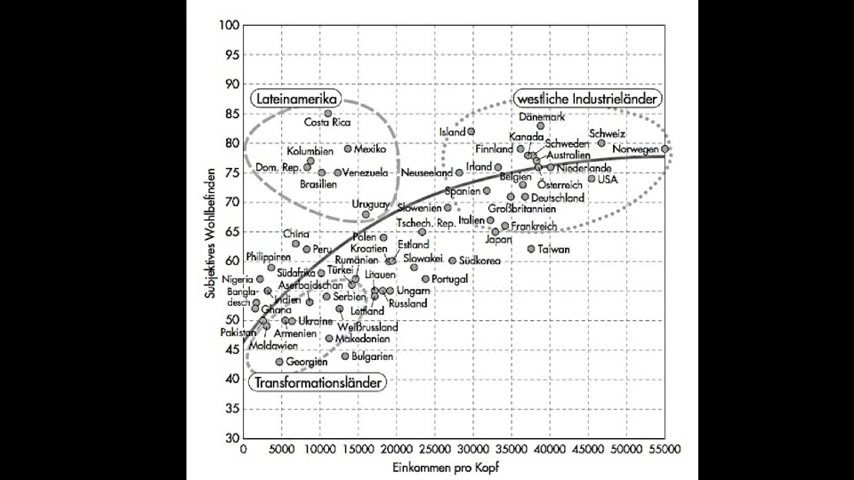 100
95
90
85
80
75
70
65
60
55
50
45
40
35
30
Subjektives Wohlbefinden
Lateinamerika
westliche Industrieländer
Costa Rica
Dänemark
Island
Kanada
Schweiz
Kolumbien
Mexiko
Finnland
Schweden
Norwegen
Dom. Rep.
Venezuela
Neuseeland
Irland
Australien
Niederlande
Brasilien
Belgien
Österreich
USA
Spanien
Deutschland
Uruguay
Slowenien
Großbritannien
Tschech. Rep.
Italien
Frankreich
China
Polen
Japan
Peru
Kroatien
Estland
Taiwan
Philippinen
Rumänien
Slowakei
Südkorea
Südafrika
Türkei
Litauen
Nigeria
Aserbaidschan
Portugal
Bangla-
desch
Indien
Serbien
Ungarn
Russland
Ghana
Lettland
Ukraine
Weißrussland
Pakistan
Armenien
Makedonien
Moldawien
Georgien
Bulgarien
Transformationsländer
0 5000 10000 15000 20000 25000 30000 35000 40000 45000 50000 55000
Einkommen pro Kopf